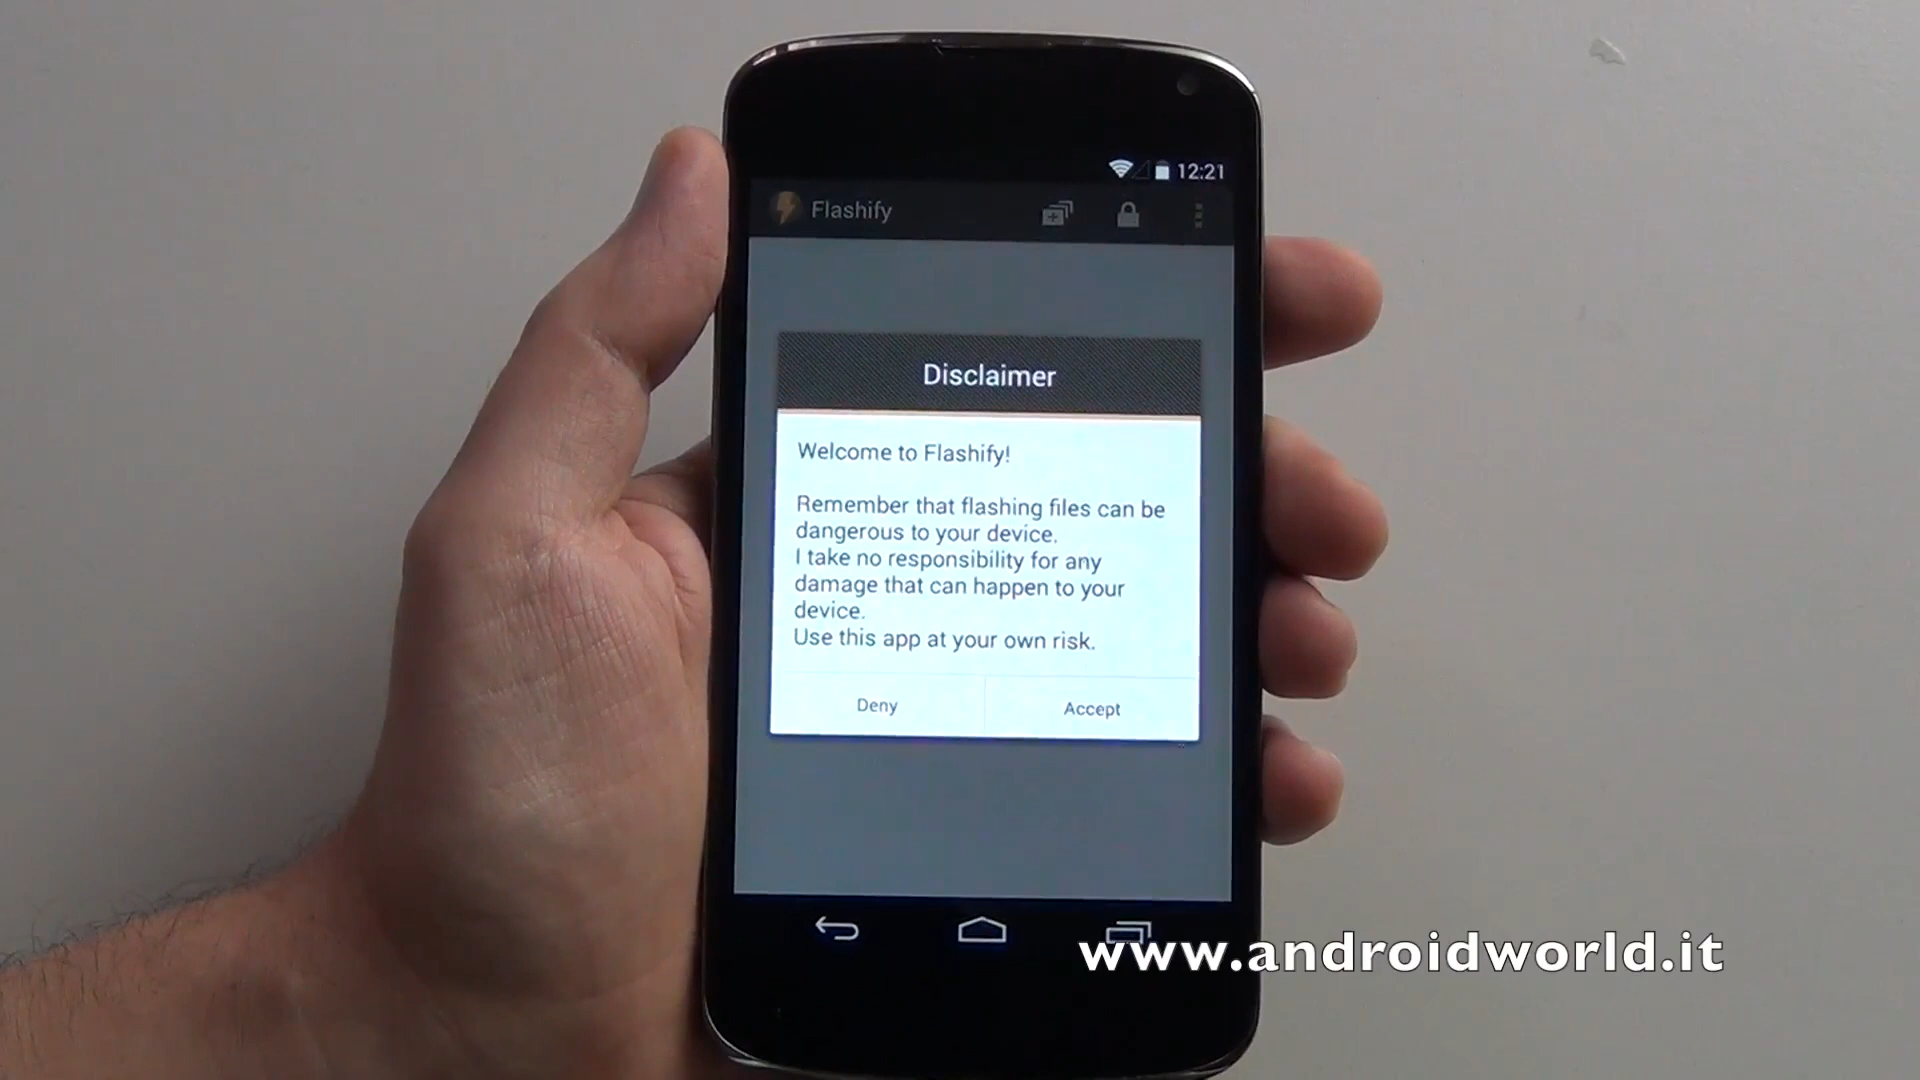 12:21
Flashify
Disclaimer
Welcome to Flashify!
Remember that flashing files can be
dangerous to your device.
I take no responsibility for any
damage that can happen to your
device.
Use this app at your own risk.
Deny
Accept
www.androidworld.it